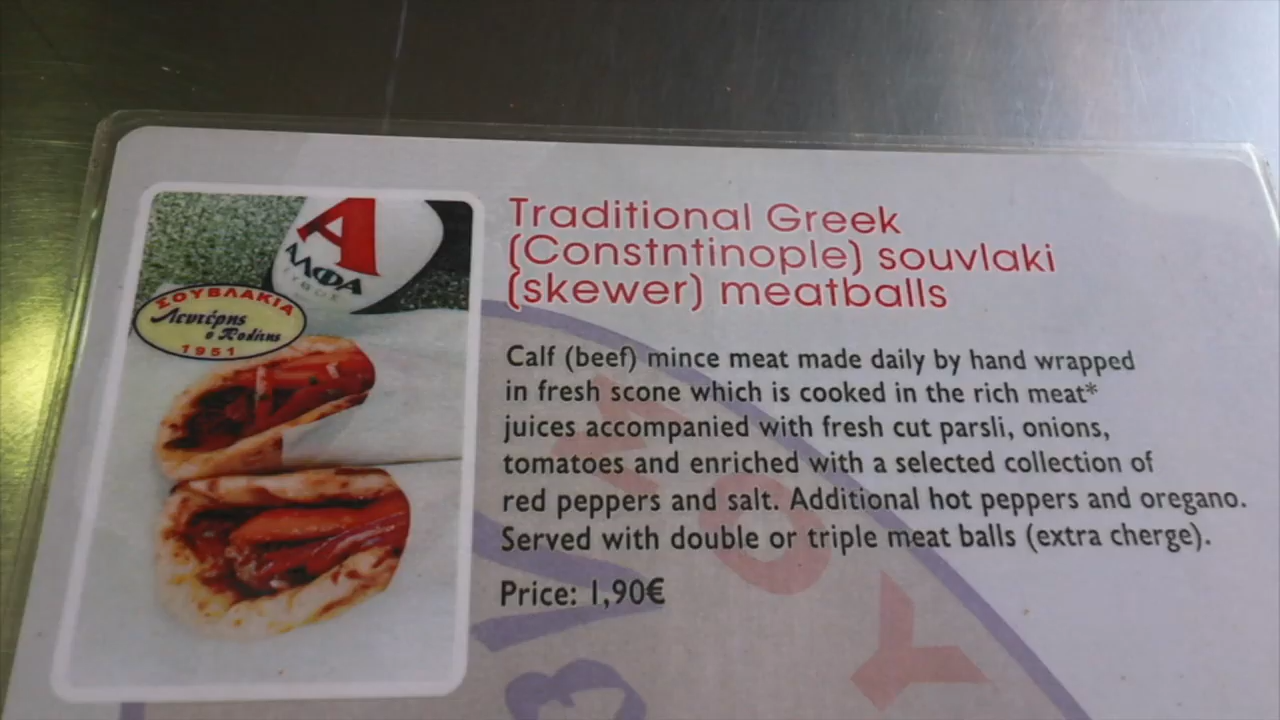 Traditional Greek
(Constntinople) souvlaki
(skewer) meatballs
Calf (beef) mince meat made daily by hand wrapped
in fresh scone which is cooked in the rich meat*
juices accompanied with fresh cut parsli, onions,
tomatoes and enriched with a selected collection of
red peppers and salt. Additional hot peppers and oregano.
Served with double or triple meat balls (extra cherge).
Price: 1,90€
Α
ΑΛΦΑ
ΣΟΥΒΛΑΚΙΑ
Λευτέρης
ο Πολίτης
1951